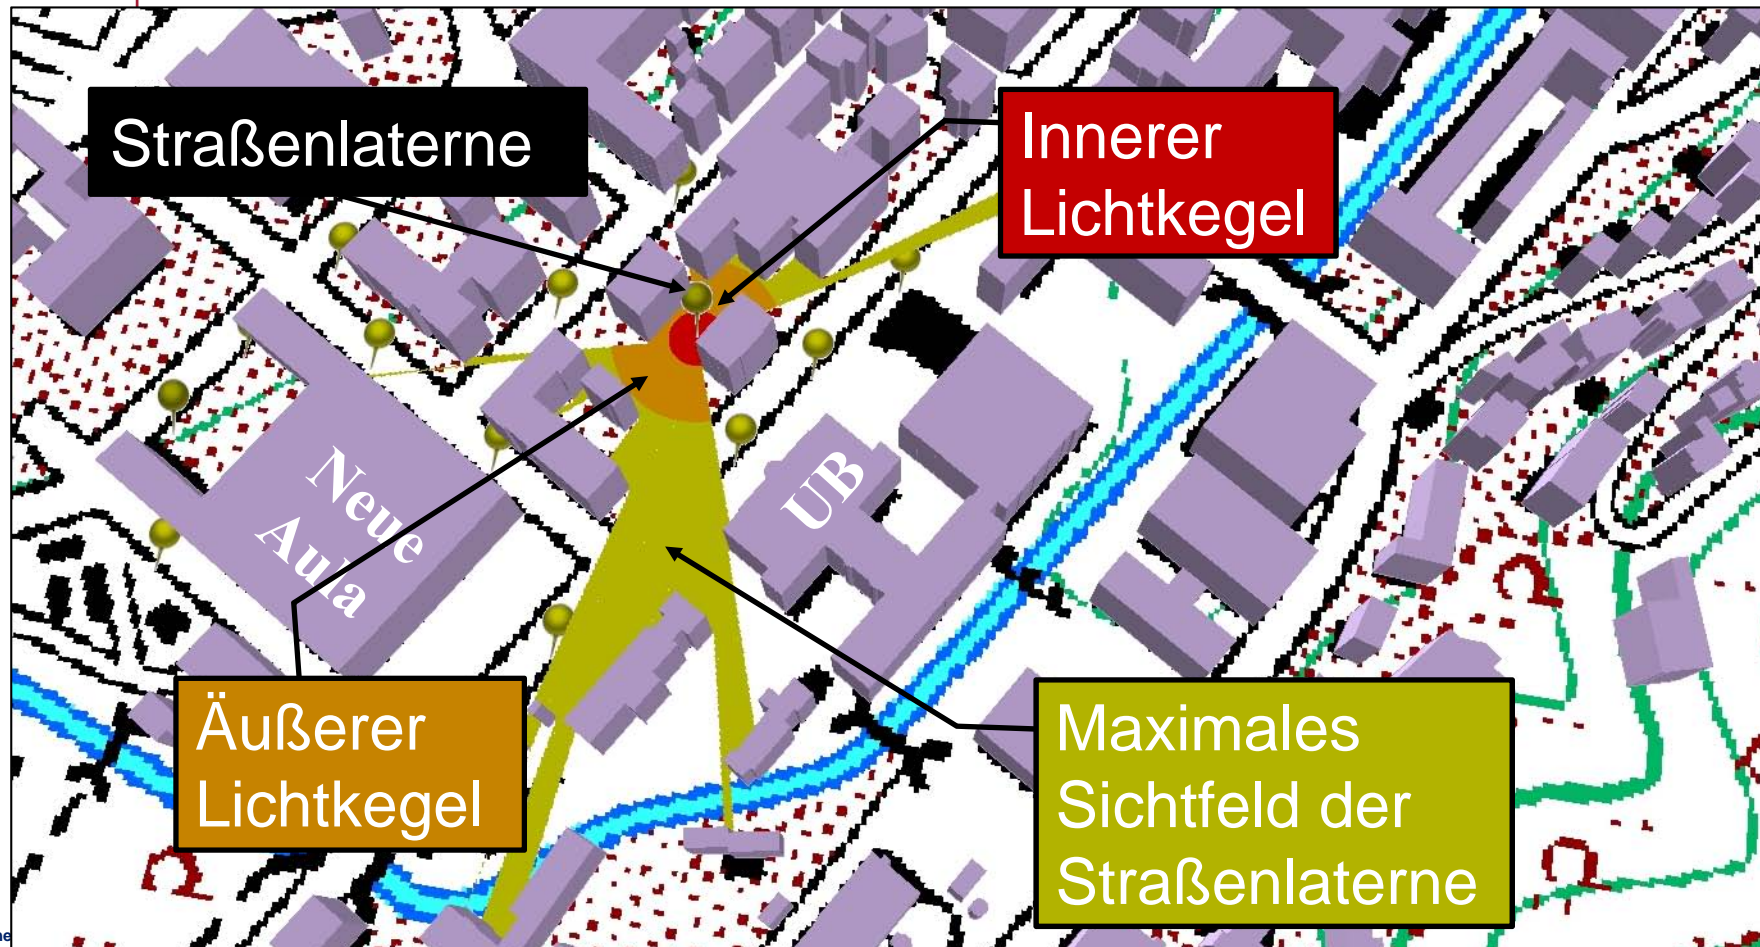 Straßenlaterne
Innerer
Lichtkegel
Neue
Aula
UB
Äußerer
Lichtkegel
Maximales
Sichtfeld der
Straßenlaterne